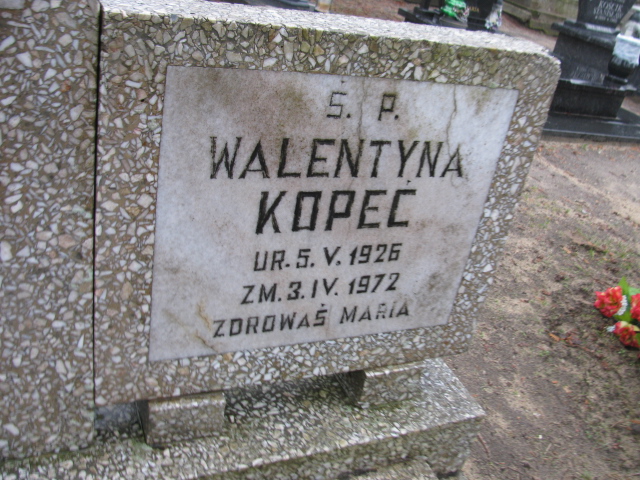 Ś. P.
WALENTYNA
KOPEĆ
UR. 5. V. 1926
ZM. 3. IV. 1972
ZDROWAŚ MARIA